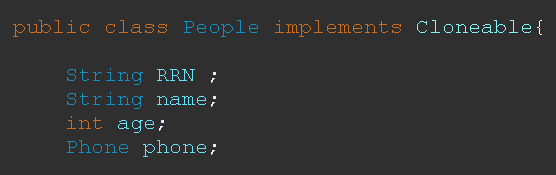 public class People implements Cloneable{
String RRN ;
String name;
int age;
Phone phone;